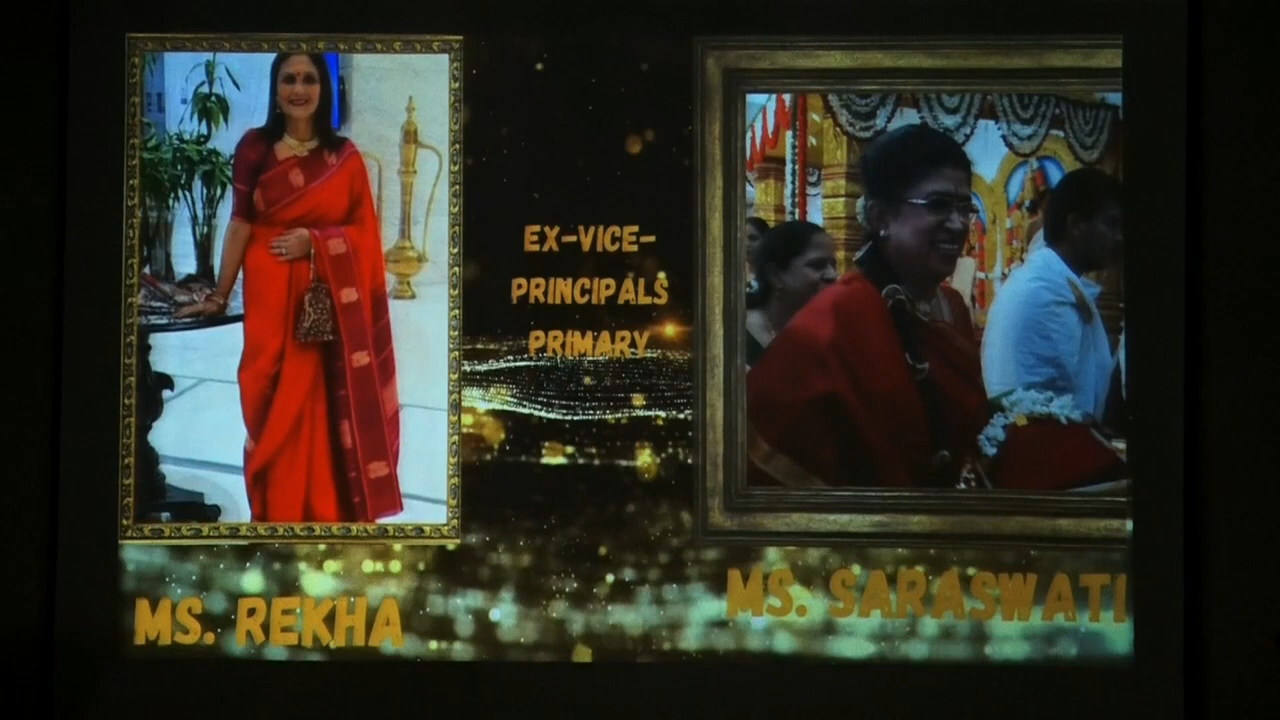 EX-VICE-
PRINCIPALS
PRIMARY
MS. REKHA
MS. SARASWATI